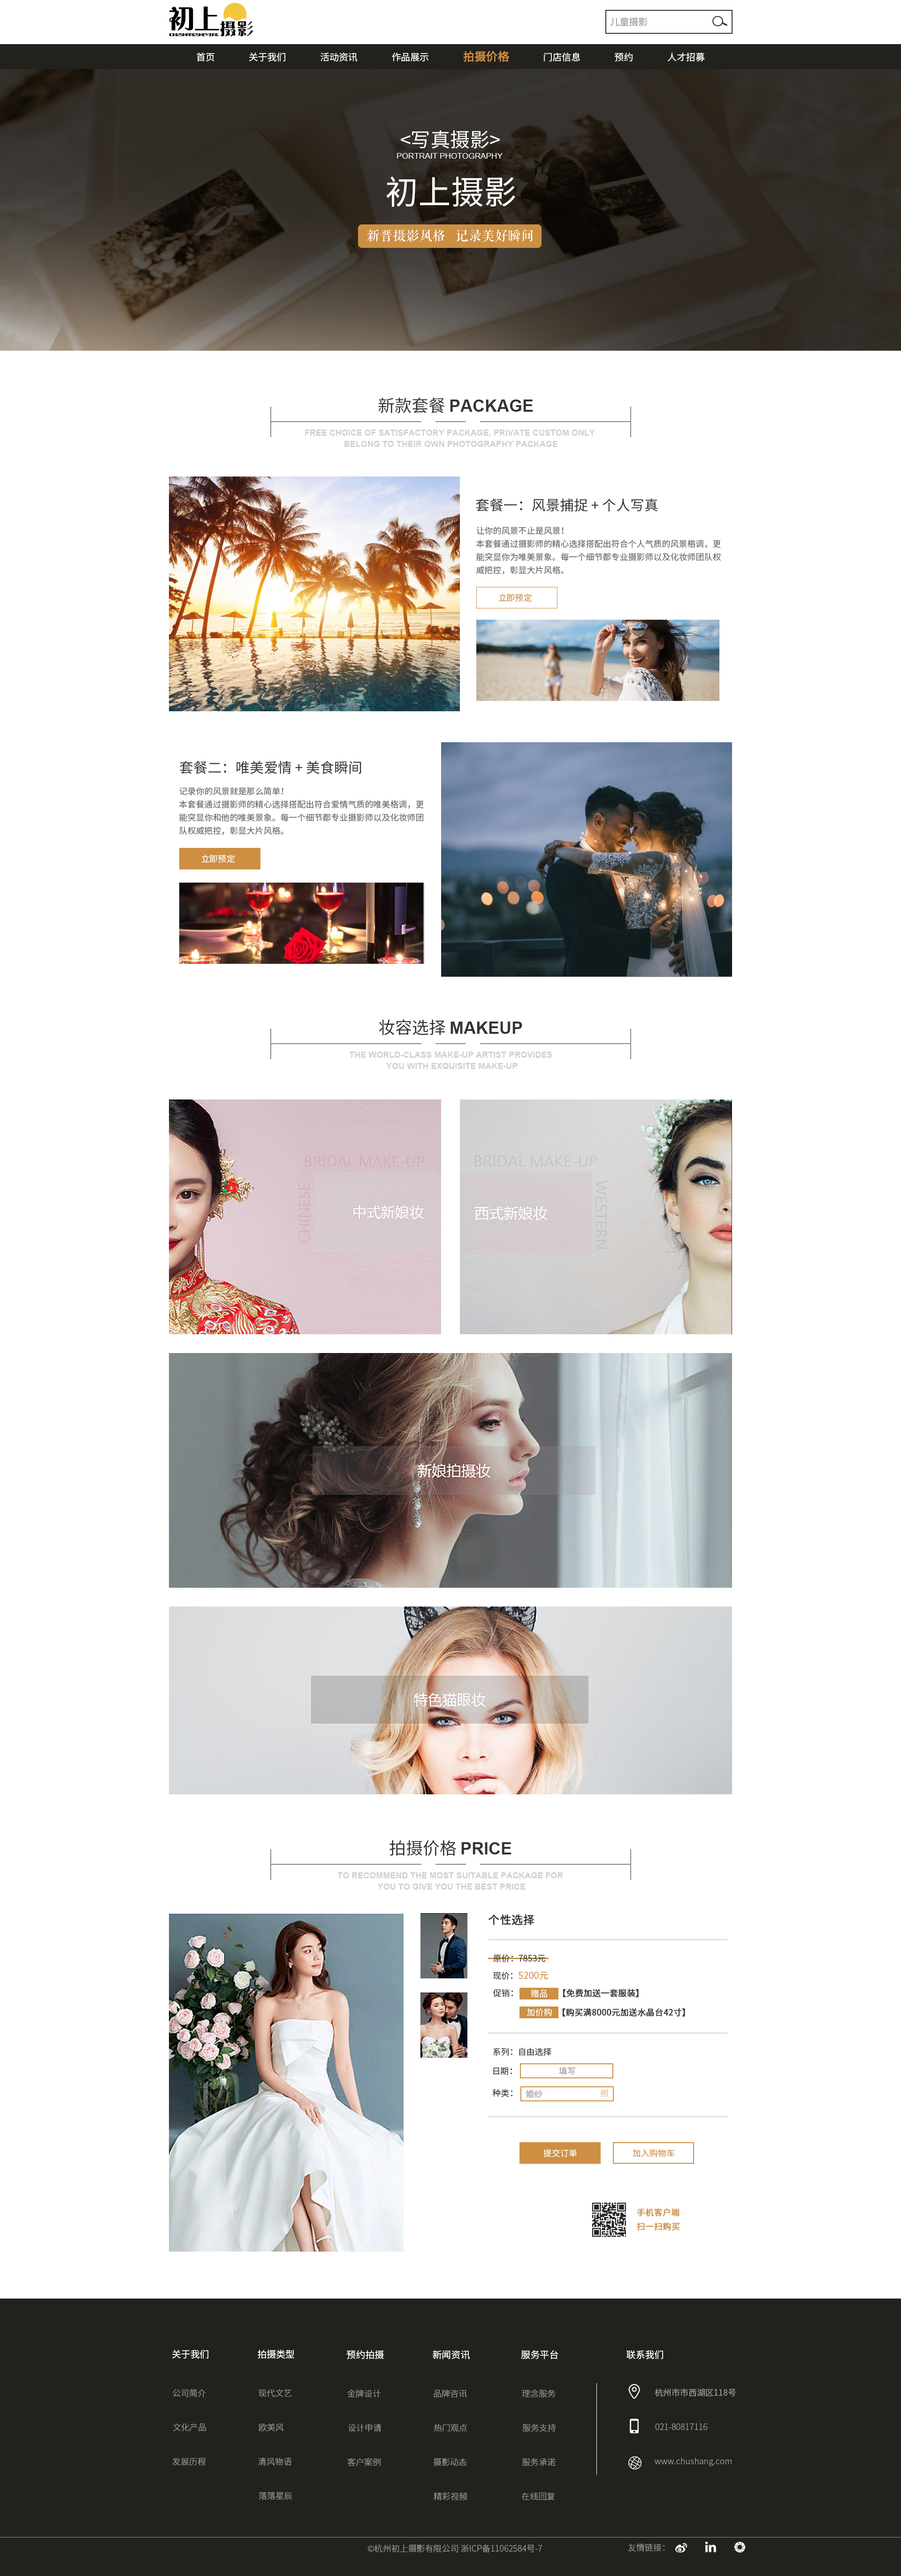 初上摄影
儿童摄影
首页 关于我们 活动资讯 作品展示 拍摄价格 门店信息 预约 人才招募
<写真摄影>
PORTRAIT PHOTOGRAPHY
初上摄影
新晋摄影风格 记录美好瞬间
新款套餐 PACKAGE
FREE CHOICE OF SATISFACTORY PACKAGE, PRIVATE CUSTOM ONLY
BELONG TO THEIR OWN PHOTOGRAPHY PACKAGE
套餐一：风景捕捉 + 个人写真
让你的风景不止是风景！
本套餐通过摄影师的精心选择搭配出符合个人气质的风景格调，更
能突显你为唯美景象。每一个细节都专业摄影师以及化妆师团队权
威把控，彰显大片风格。
立即预定
套餐二：唯美爱情 + 美食瞬间
记录你的风景就是那么简单！
本套餐通过摄影师的精心选择搭配出符合爱情气质的唯美格调，更
能突显你和他的唯美景象。每一个细节都专业摄影师以及化妆师团
队权威把控，彰显大片风格。
立即预定
妆容选择 MAKEUP
THE WORLD-CLASS MAKE-UP ARTIST PROVIDES
YOU WITH EXQUISITE MAKE-UP
BRIDAL MAKE-UP
CHINESE
中式新娘妆
BRIDAL MAKE-UP
WESTERN
西式新娘妆
新娘拍摄妆
特色猫眼妆
拍摄价格 PRICE
TO RECOMMEND THE MOST SUITABLE PACKAGE FOR
YOU TO GIVE YOU THE BEST PRICE
个性选择
原价：7853元
现价：5200元
促销： 赠品 【免费加送一套服装】
加价购 【购买满8000元加送水晶台42寸】
系列：自由选择
日期： 填写
种类： 婚纱 照
提交订单 加入购物车
手机客户端
扫一扫购买
关于我们 拍摄类型 预约拍摄 新闻资讯 服务平台 联系我们
公司简介 现代文艺 金牌设计 品牌咨讯 理念服务 杭州市市西湖区118号
文化产品 欧美风 设计申请 热门观点 服务支持 021-80817116
发展历程 清风物语 客户案例 摄影动态 服务承诺 www.chushang.com
落落星辰 精彩视频 在线回复
©杭州初上摄影有限公司 浙ICP备11062584号-7 友情链接： in